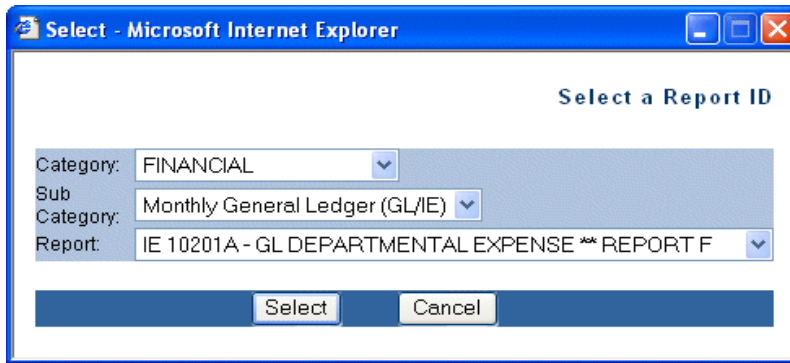 Select - Microsoft Internet Explorer
Select a Report ID
Category: FINANCIAL
Sub Category: Monthly General Ledger (GL/IE)
Report: IE 10201A - GL DEPARTMENTAL EXPENSE ** REPORT F
Select Cancel